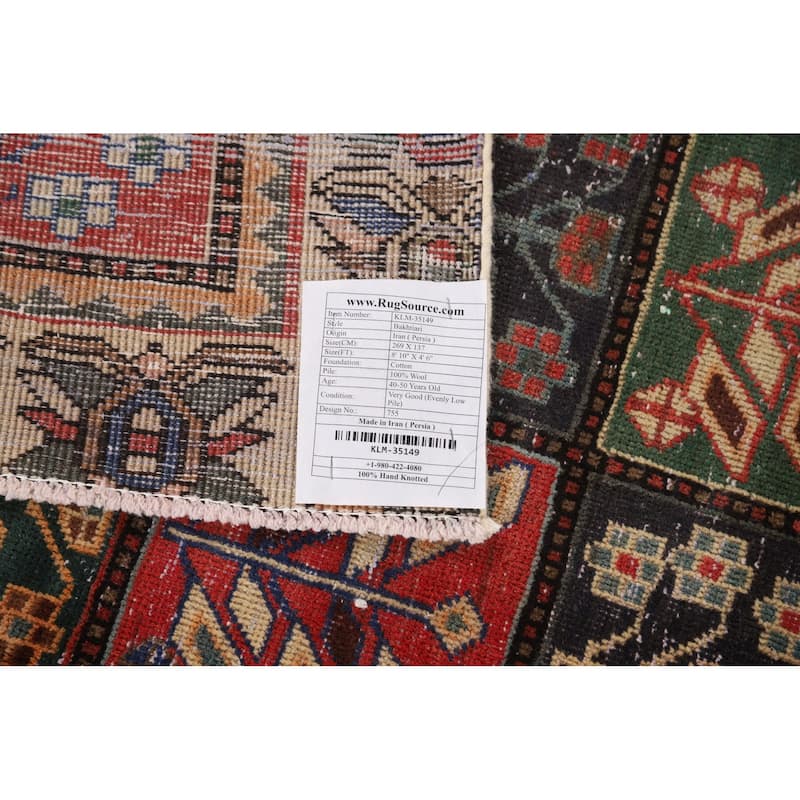 www.RugSource.com
Item Number: KLM-35149
Style Bakhtiari
Origin Iran ( Persia )
Size(CM): 269 X 137
Size(FT): 8' 10" X 4' 6"
Foundation: Cotton
Pile: 100% Wool
Age: 40-50 Years Old
Condition: Very Good (Evenly Low
Pile)
Design No.: 755
Made in Iran ( Persia )
KLM-35149
+1-980-422-4080
100% Hand Knotted